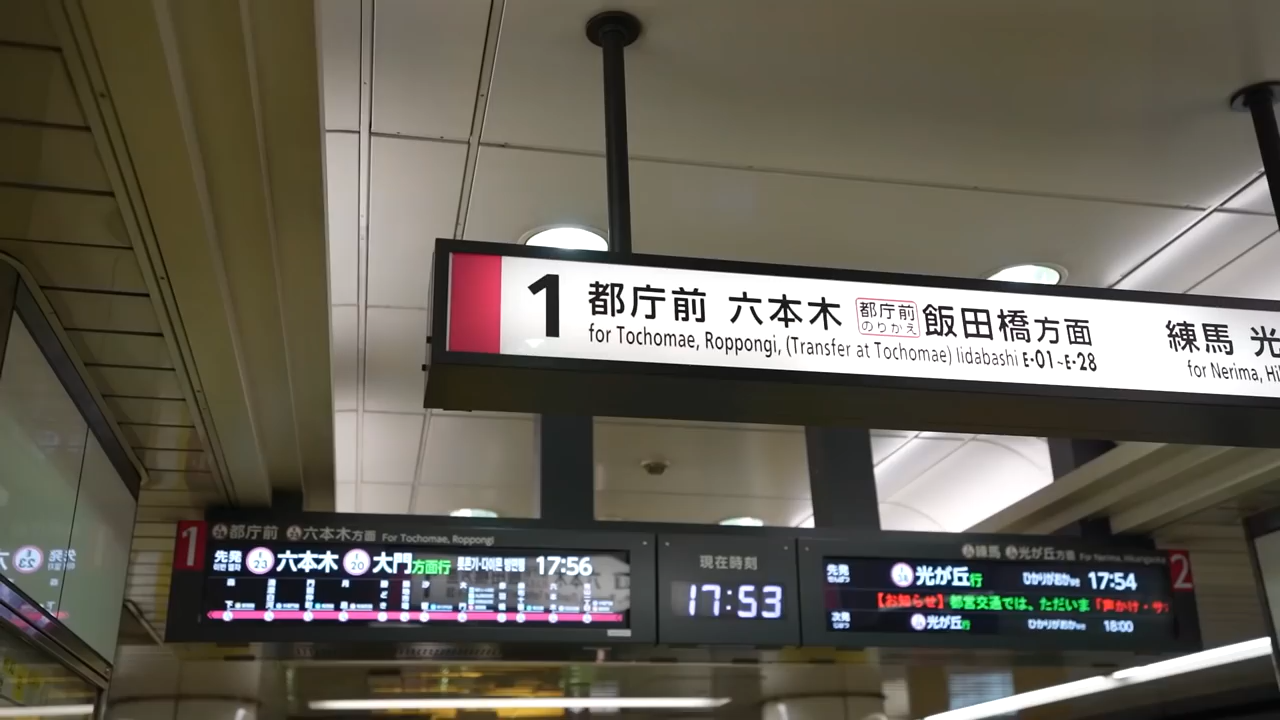 1 都庁前 六本木 都庁前のりかえ 飯田橋方面
for Tochomae, Roppongi, (Transfer at Tochomae) Iidabashi E-01~E-28
練馬 光
for Nerima, Hi
1 都庁前 六本木方面 For Tochomae, Roppongi
先発 23 六本木 20 大門方面行 17:56
現在時刻
17:53
練馬 光が丘方面 For Nerima, Hikarigaoka 2
先発 光が丘行 ひかりがおか 17:54
【お知らせ】都営交通では、ただいま「声かけ・サ
次発 光が丘行 ひかりがおか 18:00